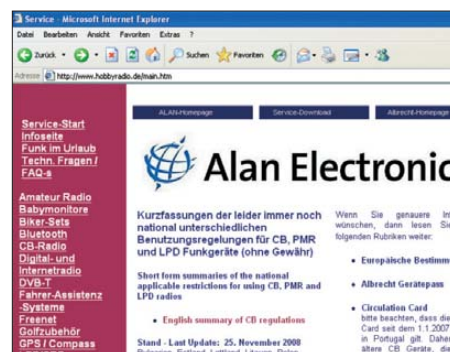 Service - Microsoft Internet Explorer
Datei Bearbeiten Ansicht Favoriten Extras ?
Zurück Suchen Favoriten
Adresse http://www.hobbyradio.de/main.htm
ALAN-Homepage Service-Download Albrecht-Homepage
Service-Start
Infoseite
Funk im Urlaub
Techn. Fragen /
FAQ-s
Amateur Radio
Babymonitore
Biker-Sets
Bluetooth
CB-Radio
Digital- und
Internetradio
DVB-T
Fahrer-Assistenz
-Systeme
Freenet
Golfzubehör
GPS / Compass
Alan Electronic
Kurzfassungen der leider immer noch
national unterschiedlichen
Benutzungsregelungen für CB, PMR
und LPD Funkgeräte (ohne Gewähr)
Short form summaries of the national
applicable restrictions for using CB, PMR and
LPD radios
• English summary of CB regulations
Stand - Last Update: 25. November 2008
Wenn Sie genauere In
wünschen, dann lesen Si
folgenden Rubriken weiter:
• Europäische Bestimm
• Albrecht Gerätepass
• Circulation Card
bitte beachten, dass die
Card seit dem 1.1.2007
in Portugal gilt. Daher
ältere CB Geräte, die